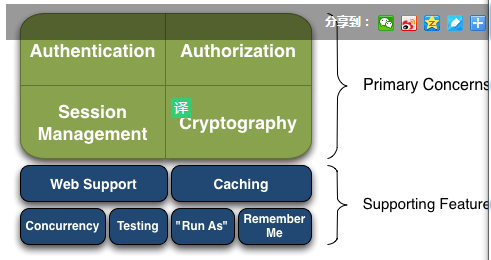 分享到：
Authentication
Authorization
Primary Concerns
Session
Management
译
Cryptography
Web Support
Caching
Supporting Feature
Concurrency
Testing
"Run As"
Remember
Me